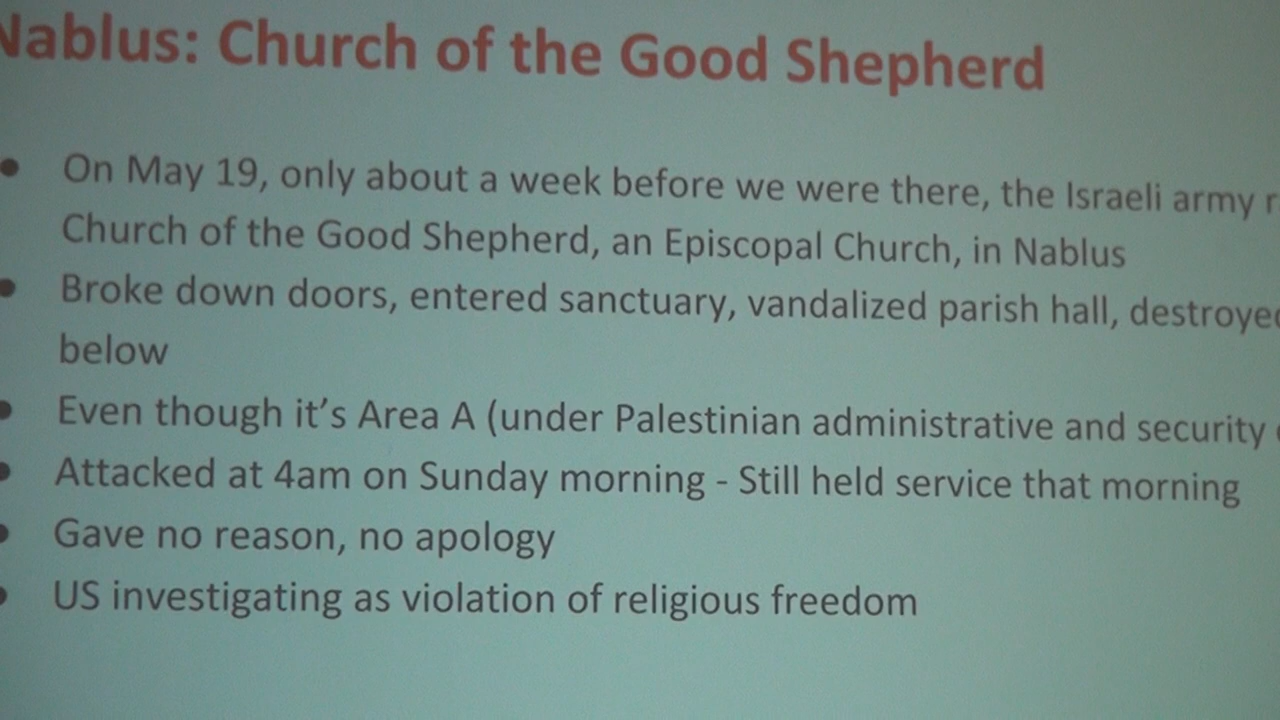 Nablus: Church of the Good Shepherd
• On May 19, only about a week before we were there, the Israeli army
Church of the Good Shepherd, an Episcopal Church, in Nablus
• Broke down doors, entered sanctuary, vandalized parish hall, destroyed
below
• Even though it’s Area A (under Palestinian administrative and security
• Attacked at 4am on Sunday morning - Still held service that morning
• Gave no reason, no apology
• US investigating as violation of religious freedom